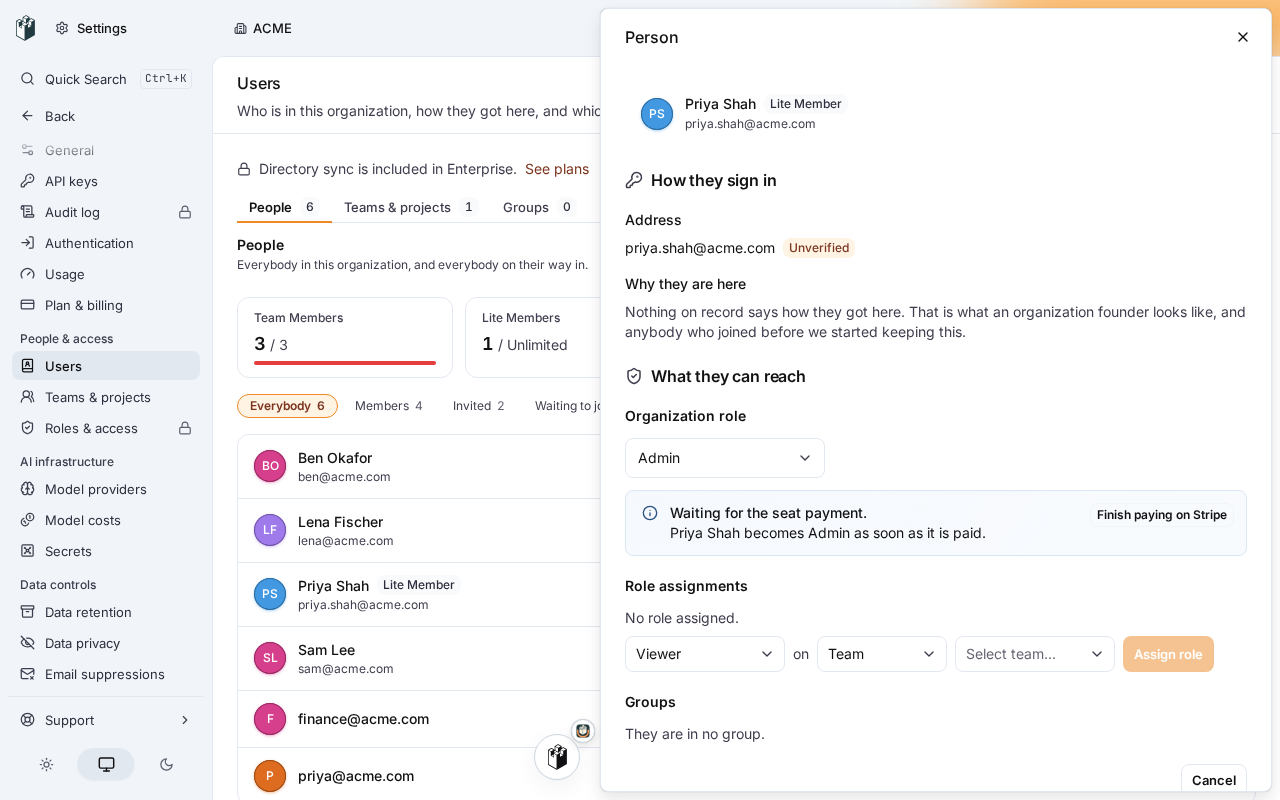 Settings
ACME
Quick Search Ctrl+K
Back
General
API keys
Audit log
Authentication
Usage
Plan & billing
People & access
Users
Teams & projects
Roles & access
AI infrastructure
Model providers
Model costs
Secrets
Data controls
Data retention
Data privacy
Email suppressions
Support
Users
Who is in this organization, how they got here, and whic
Directory sync is included in Enterprise. See plans
People 6 Teams & projects 1 Groups 0
People
Everybody in this organization, and everybody on their way in.
Team Members
3 / 3
Lite Members
1 / Unlimited
Everybody 6 Members 4 Invited 2 Waiting to jo
BO Ben Okafor
ben@acme.com
LF Lena Fischer
lena@acme.com
PS Priya Shah Lite Member
priya.shah@acme.com
SL Sam Lee
sam@acme.com
F finance@acme.com
P priya@acme.com
Person
PS Priya Shah Lite Member
priya.shah@acme.com
How they sign in
Address
priya.shah@acme.com Unverified
Why they are here
Nothing on record says how they got here. That is what an organization founder looks like, and
anybody who joined before we started keeping this.
What they can reach
Organization role
Admin
Waiting for the seat payment. Finish paying on Stripe
Priya Shah becomes Admin as soon as it is paid.
Role assignments
No role assigned.
Viewer on Team Select team... Assign role
Groups
They are in no group.
Cancel